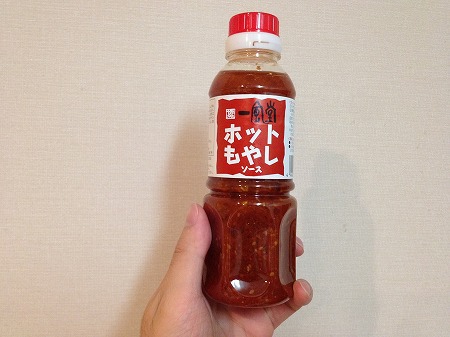 一風堂
ホット
もやし
ソース